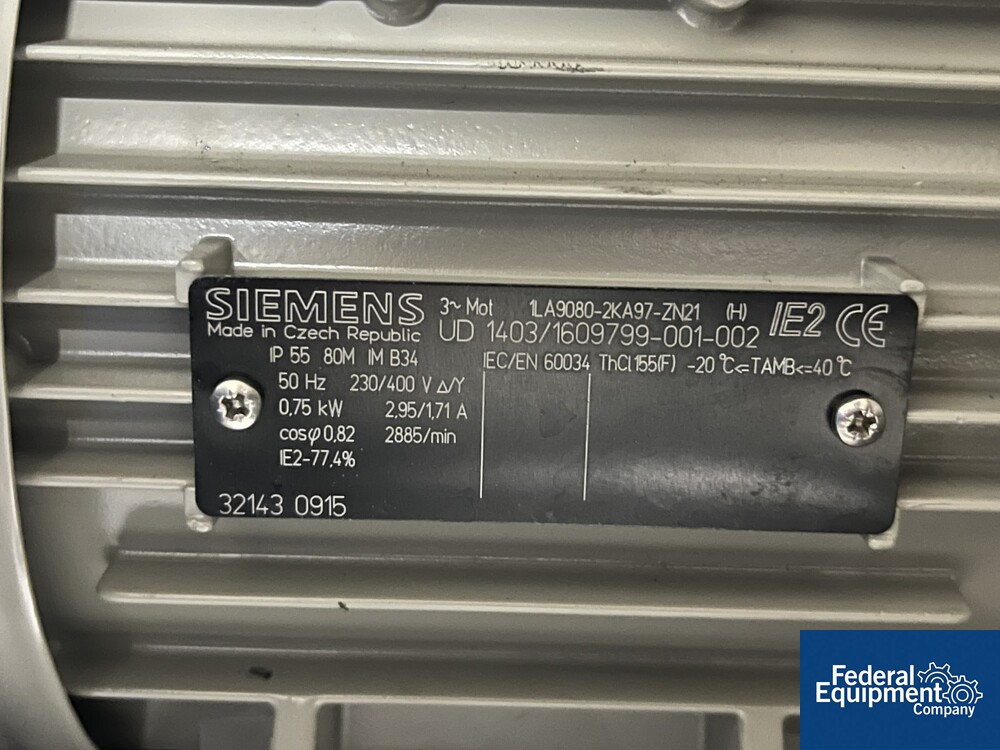 SIEMENS 3~ Mot 1LA9080-2KA97-ZN21 (H) IE2 CE
Made in Czech Republic UD 1403/1609799-001-002
IP 55 80M IM B34 IEC/EN 60034 ThCl.155(F) -20 °C<=TAMB<=40 °C
50 Hz 230/400 V Δ/Y
0,75 kW 2,95/1,71 A
cosφ 0,82 2885/min
IE2-77,4%
32143 0915
Federal
Equipment
Company